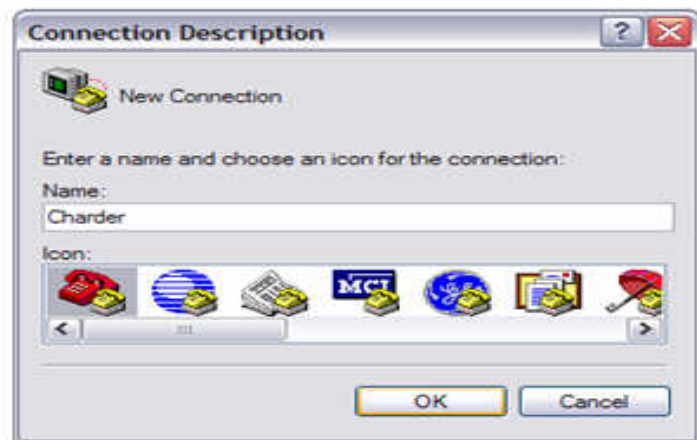 Connection Description
?
New Connection
Enter a name and choose an icon for the connection:
Name:
Charder
Icon:
MCI
OK
Cancel